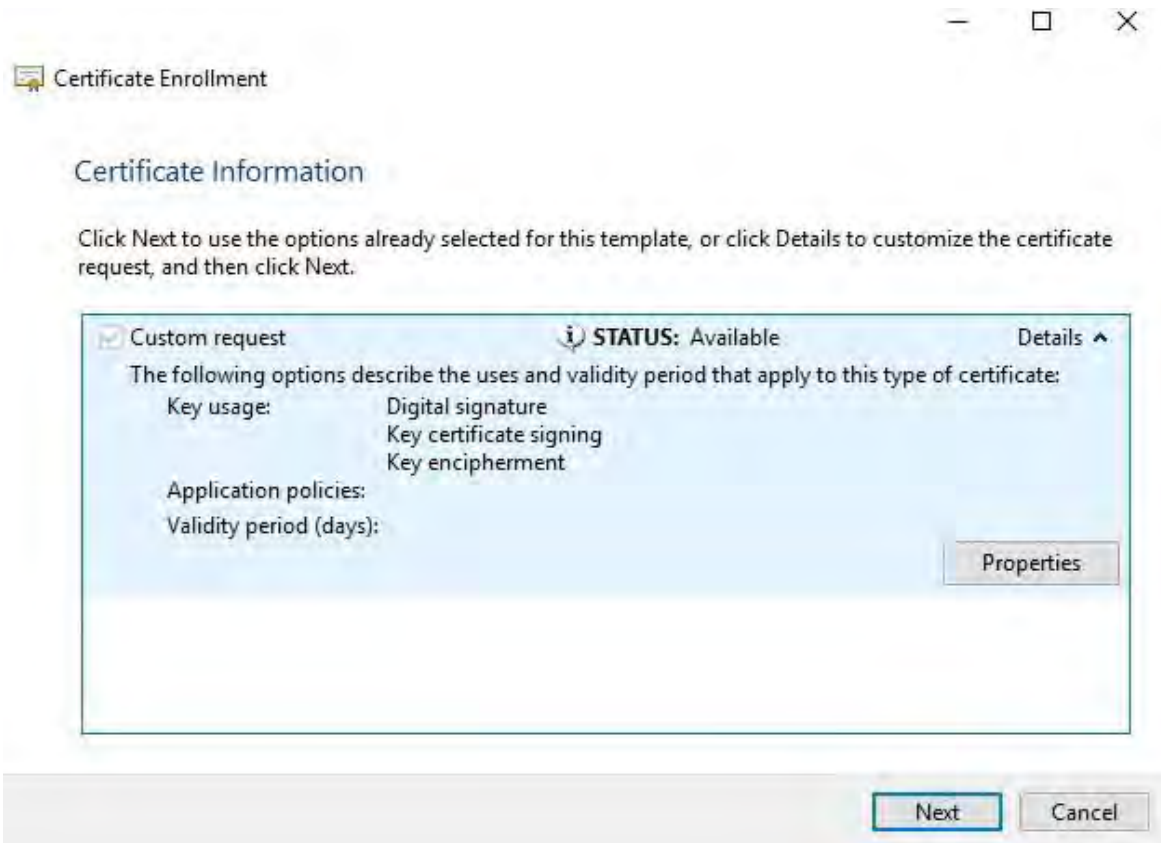 Certificate Enrollment
Certificate Information
Click Next to use the options already selected for this template, or click Details to customize the certificate
request, and then click Next.
Custom request STATUS: Available Details
The following options describe the uses and validity period that apply to this type of certificate:
Key usage: Digital signature
Key certificate signing
Key encipherment
Application policies:
Validity period (days):
Properties
Next Cancel